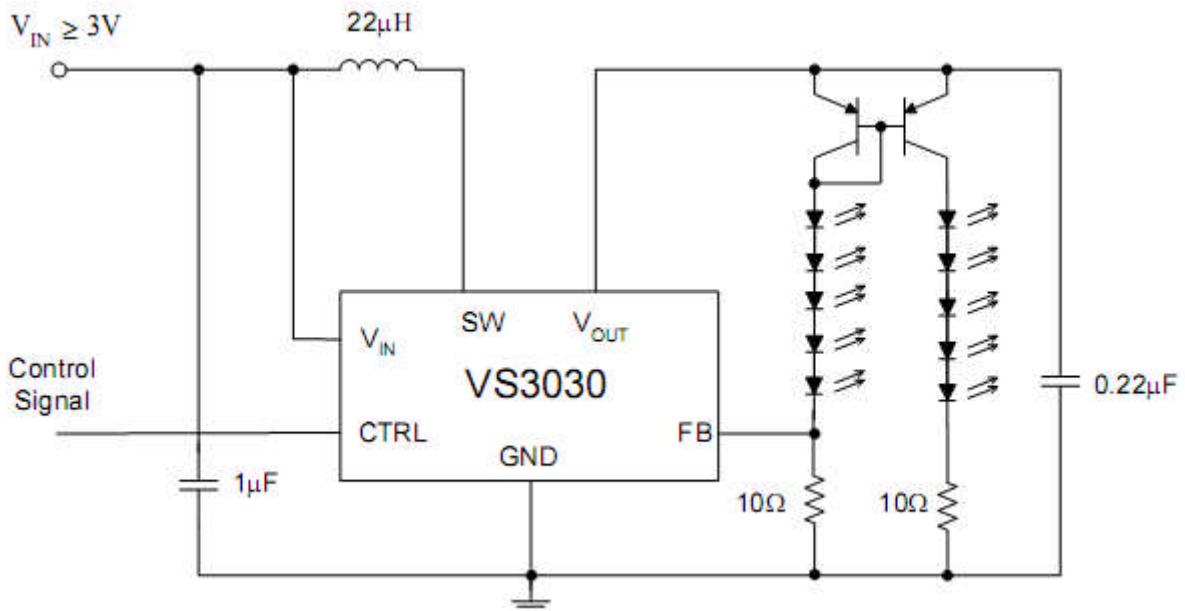 V_IN ≥ 3V
22μH
SW
V_OUT
V_IN
VS3030
Control
Signal
CTRL
FB
GND
0.22μF
1μF
10Ω
10Ω